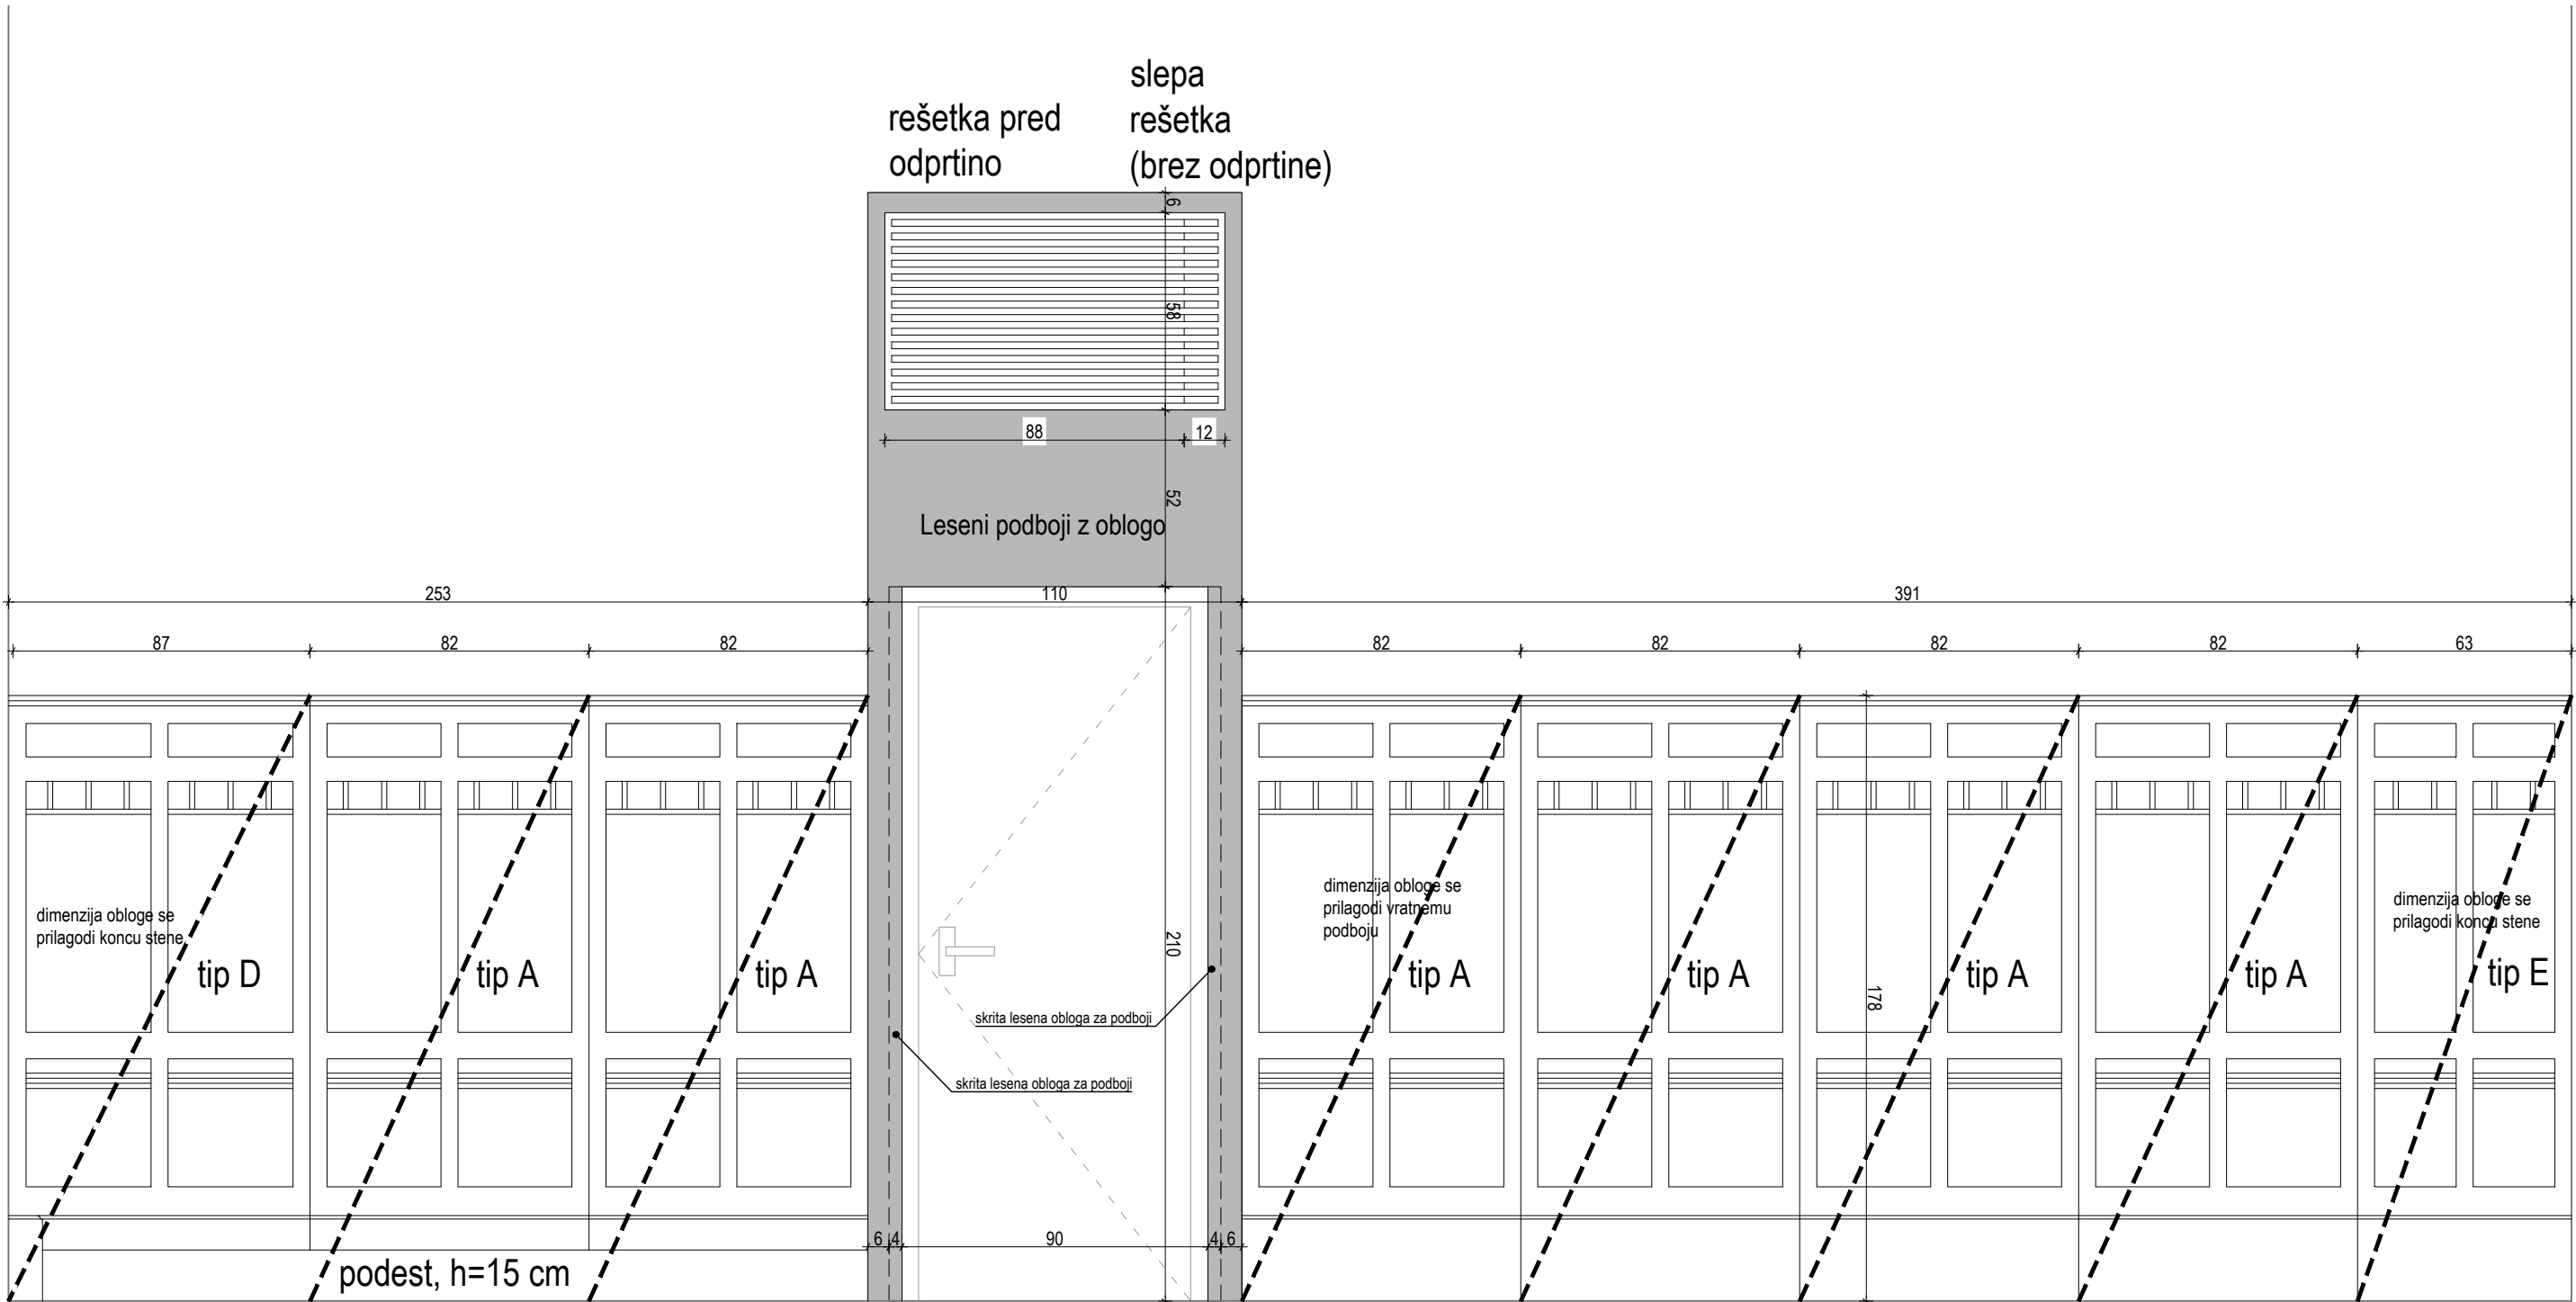 slepa
rešetka
(brez odprtine)
rešetka pred
odprtino
6
58
88
12
52
Leseni podboji z oblogo
253
110
391
87
82
82
82
82
82
82
63
dimenzija obloge se
prilagodi koncu stene
dimenzija obloge se
prilagodi vratnemu
podboju
dimenzija obloge se
prilagodi koncu stene
210
178
tip D
tip A
tip A
tip A
tip A
tip A
tip A
tip E
skrita lesena obloga za podboji
skrita lesena obloga za podboji
6
4
90
4
6
podest, h=15 cm